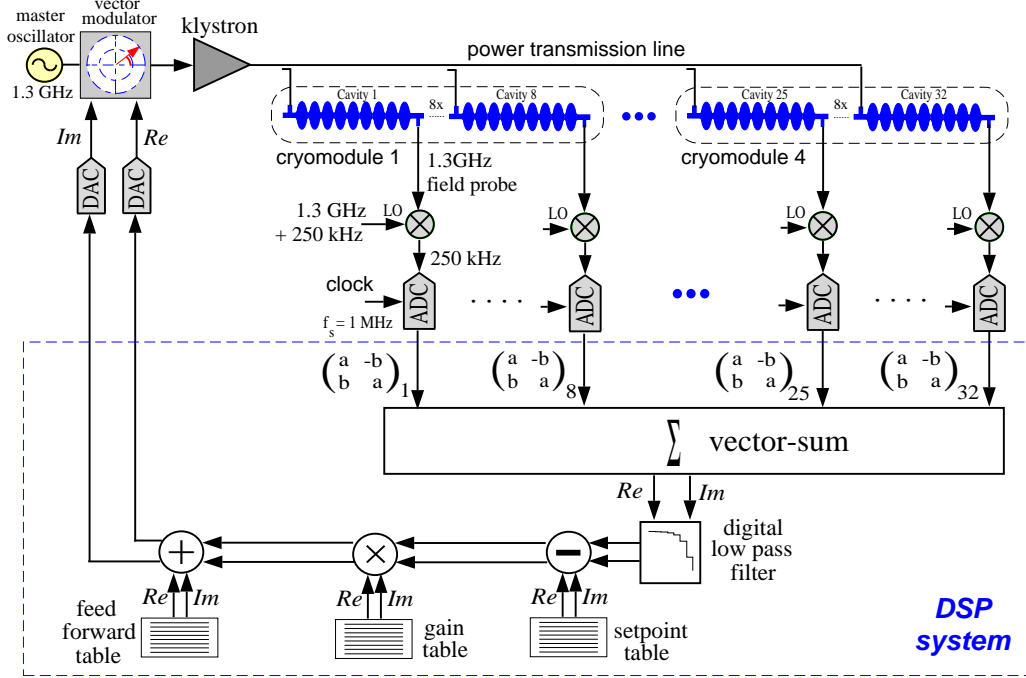 master
oscillator
vector
modulator
klystron
power transmission line
1.3 GHz
Cavity 1
8x
Cavity 8
Cavity 25
8x
Cavity 32
cryomodule 1
cryomodule 4
Im
Re
DAC
DAC
1.3GHz
field probe
LO
LO
LO
LO
1.3 GHz
+ 250 kHz
250 kHz
clock
ADC
ADC
ADC
ADC
f_s = 1 MHz
(a -b
b a)1
(a -b
b a)8
(a -b
b a)25
(a -b
b a)32
Σ vector-sum
Re
Im
digital
low pass
filter
+
×
−
Re
Im
Re
Im
Re
Im
feed
forward
table
gain
table
setpoint
table
DSP
system